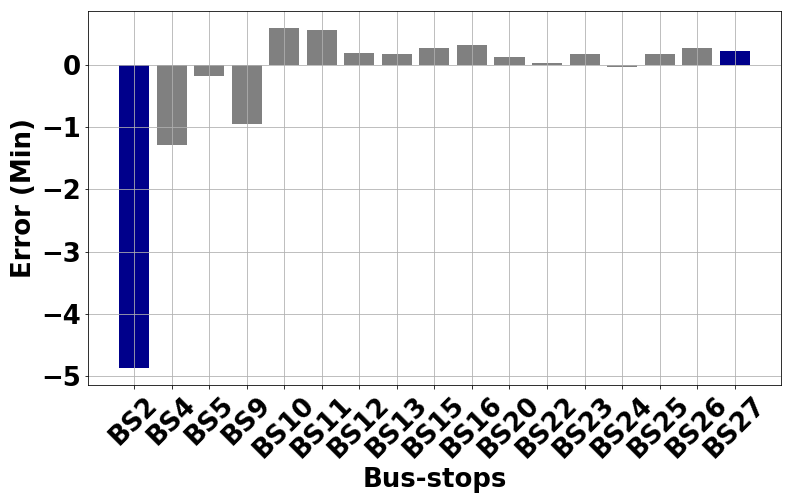 Error (Min)
0
−1
−2
−3
−4
−5
BS2
BS4
BS5
BS9
BS10
BS11
BS12
BS13
BS15
BS16
BS20
BS22
BS23
BS24
BS25
BS26
BS27
Bus-stops